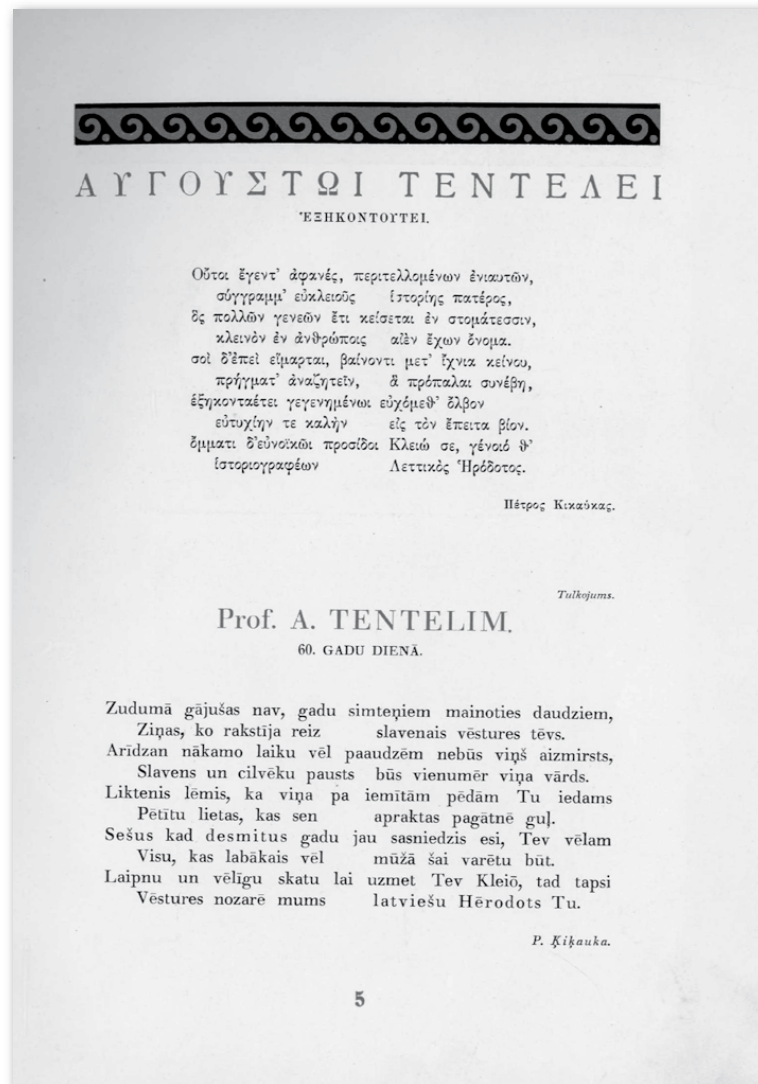 ΑΥΓΟΥΣΤΩΙ ΤΕΝΤΕΛΕΙ
ἙΞΗΚΟΝΤΟΥΤΕΙ.
Οὔτοι ἔγεντ’ ἀφανές, περιτελλομένων ἐνιαυτῶν,
σύγγραμμ’ εὐκλειοῦς ἱστορίης πατέρος,
ὃς πολλῶν γενεῶν ἔτι κείσεται ἐν στομάτεσσιν,
κλεινὸν ἐν ἀνθρώποις αἰὲν ἔχων ὄνομα.
σοὶ δ’ἐπεὶ εἵμαρται, βαίνοντι μετ’ ἴχνια κείνου,
πρήγματ’ ἀναζητεῖν, ἃ πρόπαλαι συνέβη,
ἑξηκονταέτει γεγενημένωι εὐχόμεθ’ ὄλβον
εὐτυχίην τε καλὴν εἰς τὸν ἔπειτα βίον.
ὄμματι δ’εὐνοϊκῶι προσίδοι Κλειώ σε, γένοιό θ’
ἱστοριογραφέων Λεττικὸς Ἡρόδοτος.
Πέτρος Κικαύκας.
Tulkojums.
Prof. A. TENTELIM.
60. GADU DIENĀ.
Zudumā gājušas nav, gadu simteņiem mainoties daudziem,
Ziņas, ko rakstīja reiz slavenais vēstures tēvs.
Arīdzan nākamo laiku vēl paaudzēm nebūs viņš aizmirsts,
Slavens un cilvēku pausts būs vienumēr viņa vārds.
Liktenis lēmis, ka viņa pa iemītām pēdām Tu iedams
Pētītu lietas, kas sen apraktas pagātnē guļ.
Sešus kad desmitus gadu jau sasniedzis esi, Tev vēlam
Visu, kas labākais vēl mūžā šai varētu būt.
Laipnu un vēlīgu skatu lai uzmet Tev Kleiō, tad tapsi
Vēstures nozarē mums latviešu Hērodots Tu.
P. Ķiķauka.
5